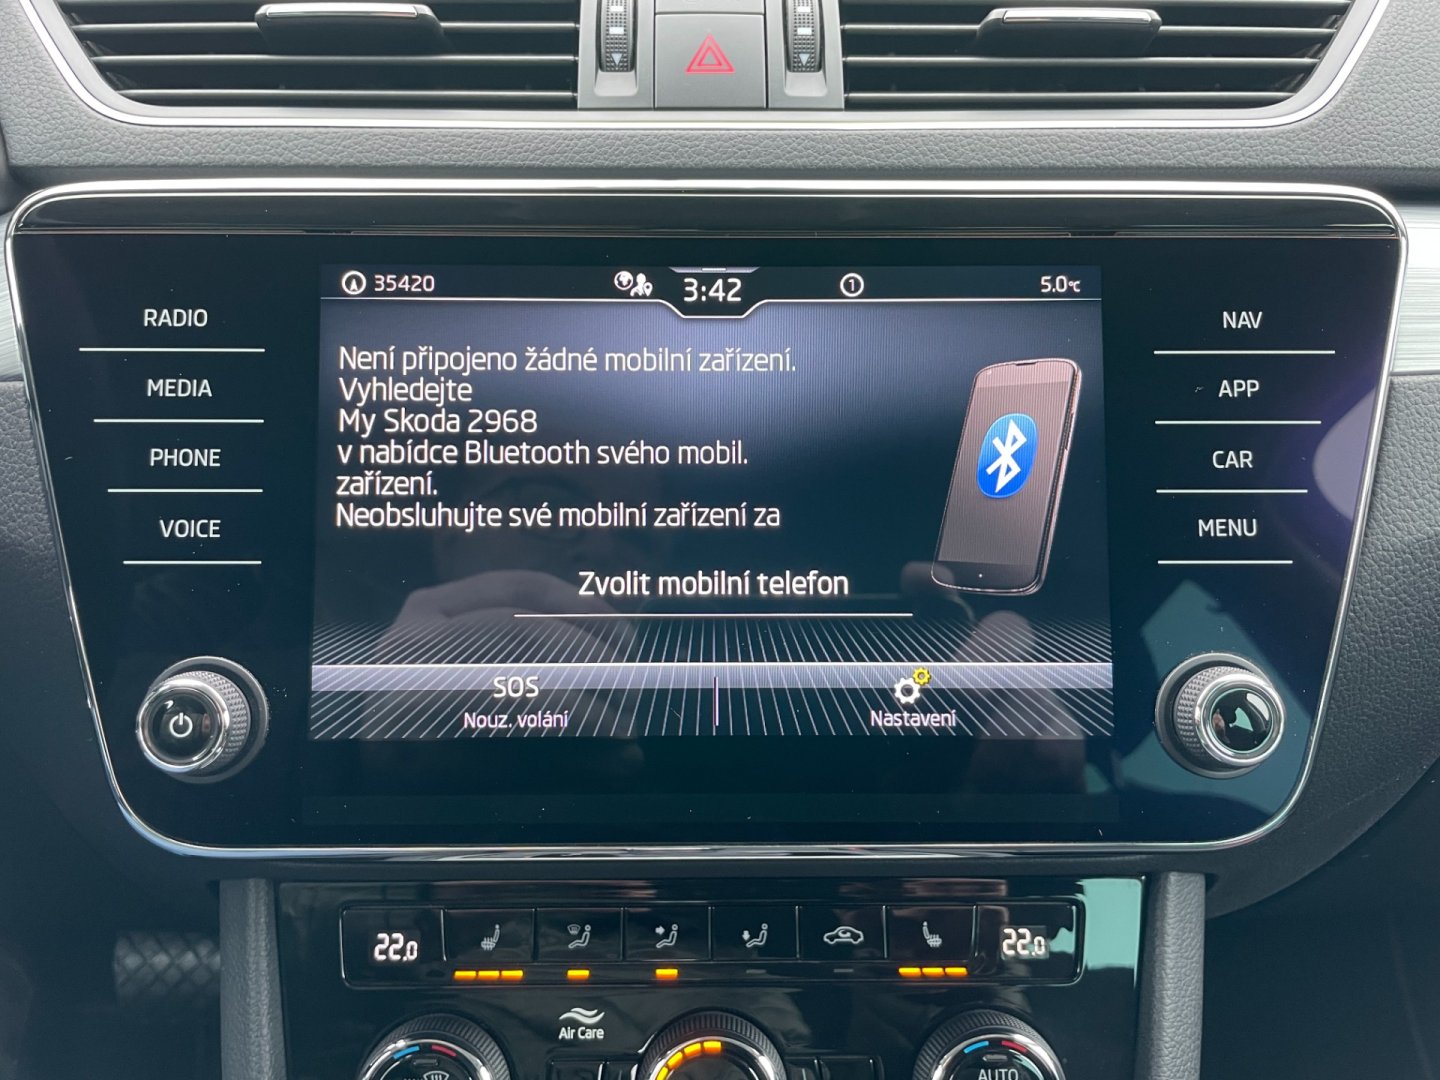 35420
3:42
1
5.0°C
RADIO
MEDIA
PHONE
VOICE
Není připojeno žádné mobilní zařízení.
Vyhledejte
My Skoda 2968
v nabídce Bluetooth svého mobil.
zařízení.
Neobsluhujte své mobilní zařízení za
Zvolit mobilní telefon
SOS
Nouz. volání
Nastavení
NAV
APP
CAR
MENU
22.0
22.0
Air Care
AUTO